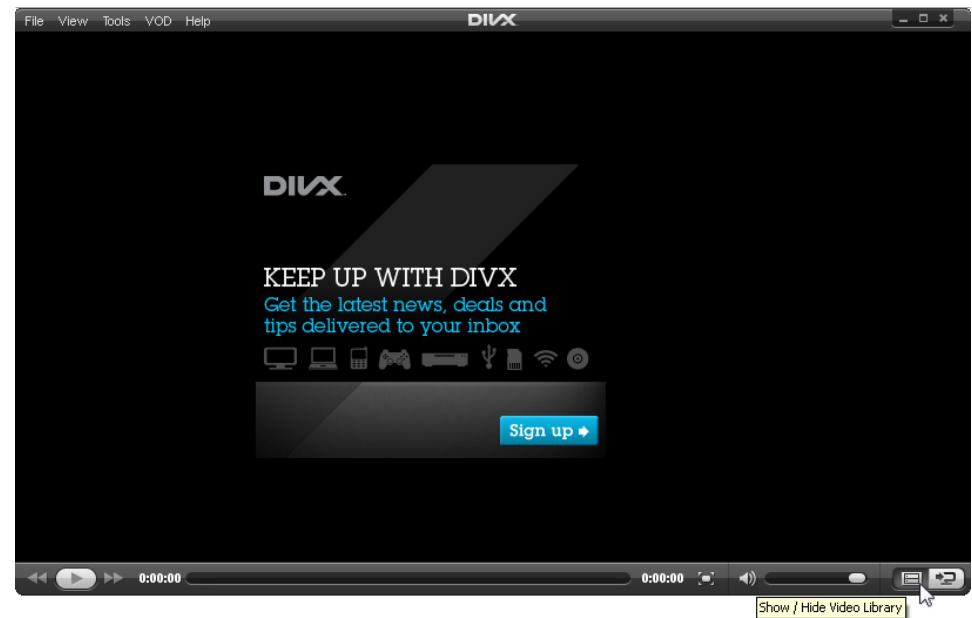 File View Tools VOD Help DIVX
DIVX
KEEP UP WITH DIVX
Get the latest news, deals and
tips delivered to your inbox
Sign up
0:00:00 0:00:00
Show / Hide Video Library